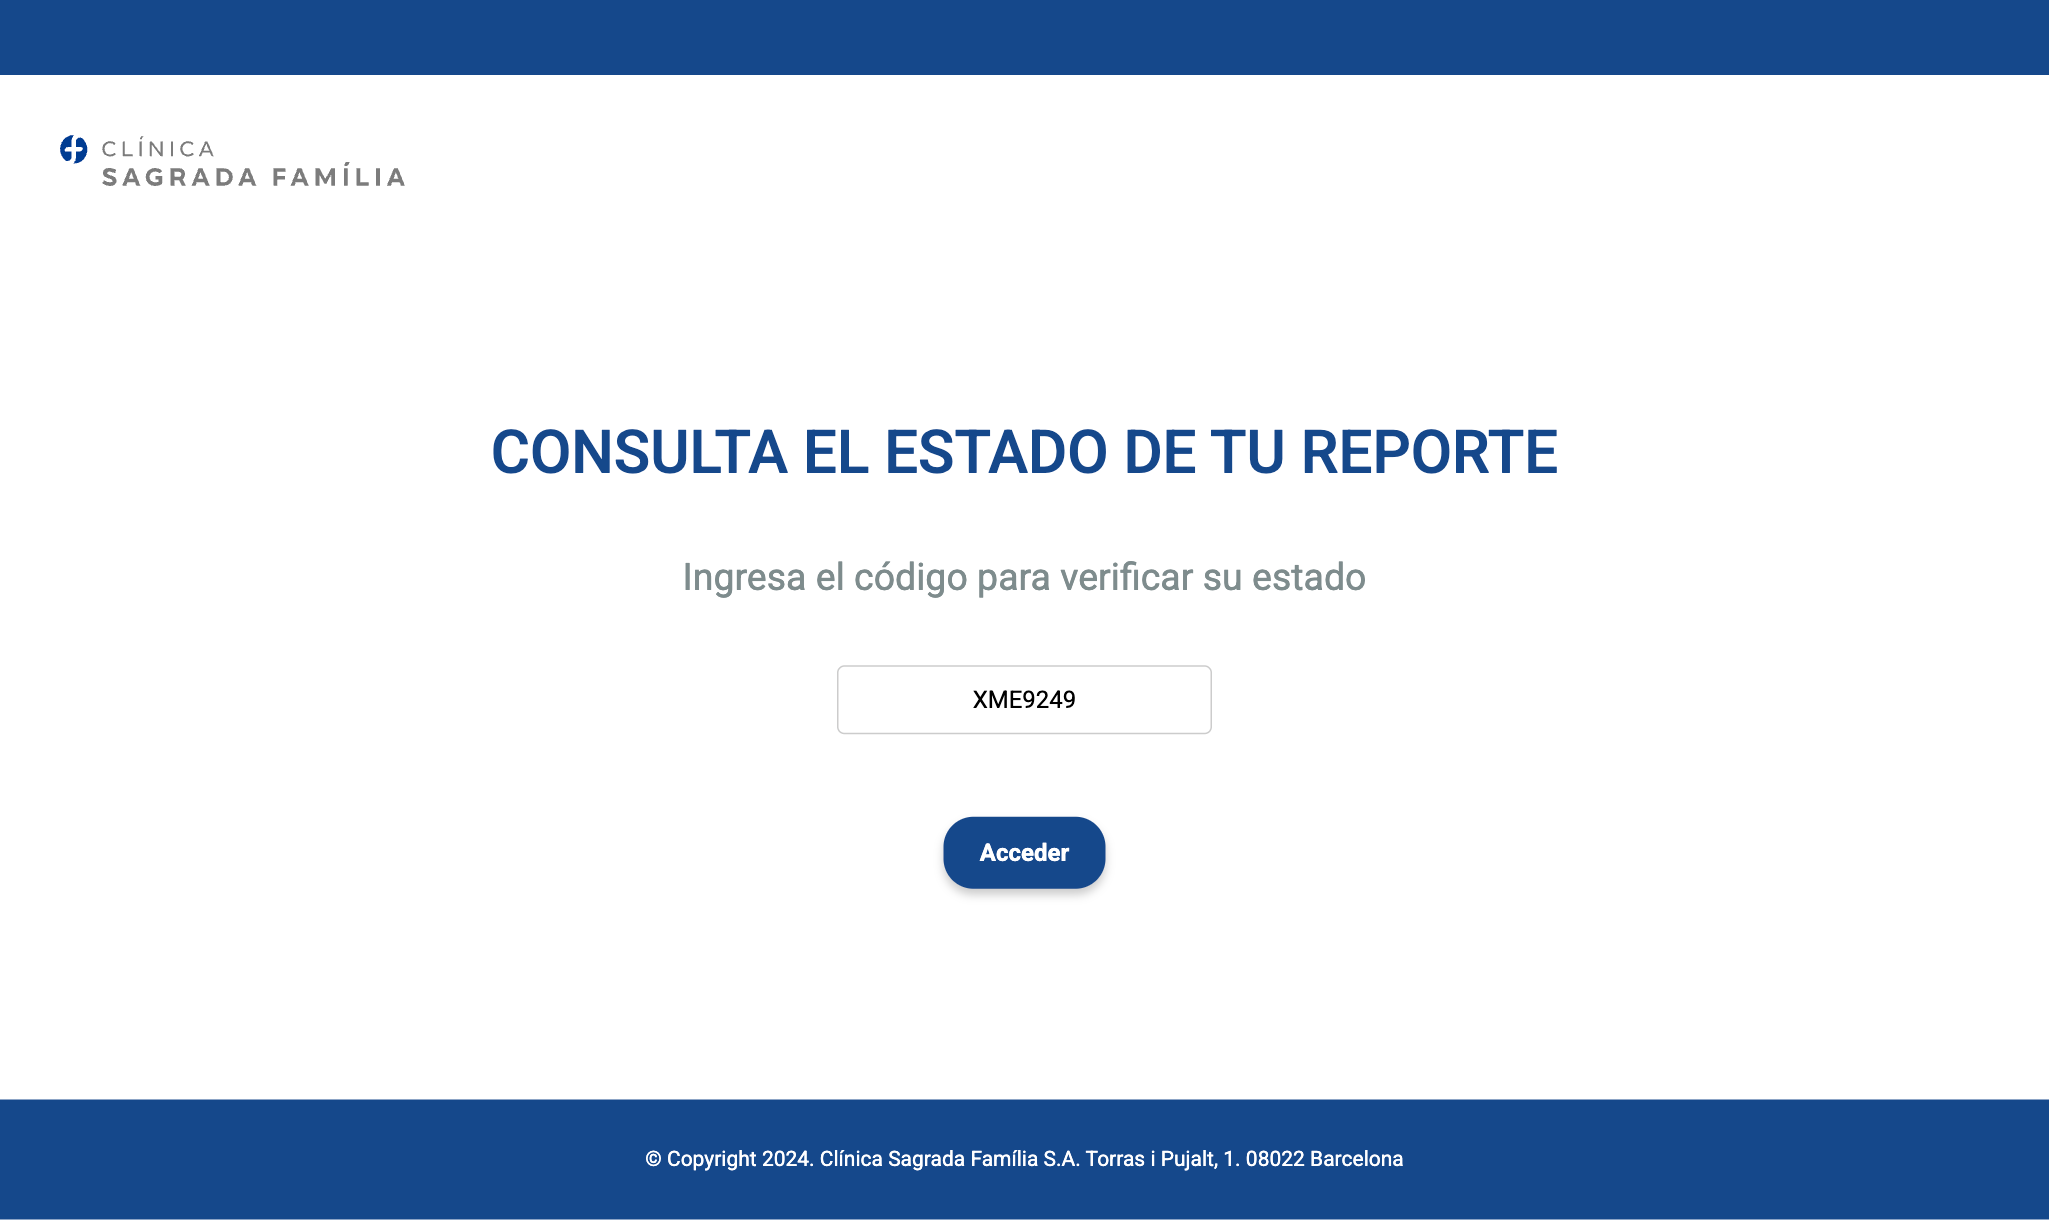 CLÍNICA
SAGRADA FAMÍLIA
CONSULTA EL ESTADO DE TU REPORTE
Ingresa el código para verificar su estado
XME9249
Acceder
© Copyright 2024. Clínica Sagrada Família S.A. Torras i Pujalt, 1. 08022 Barcelona